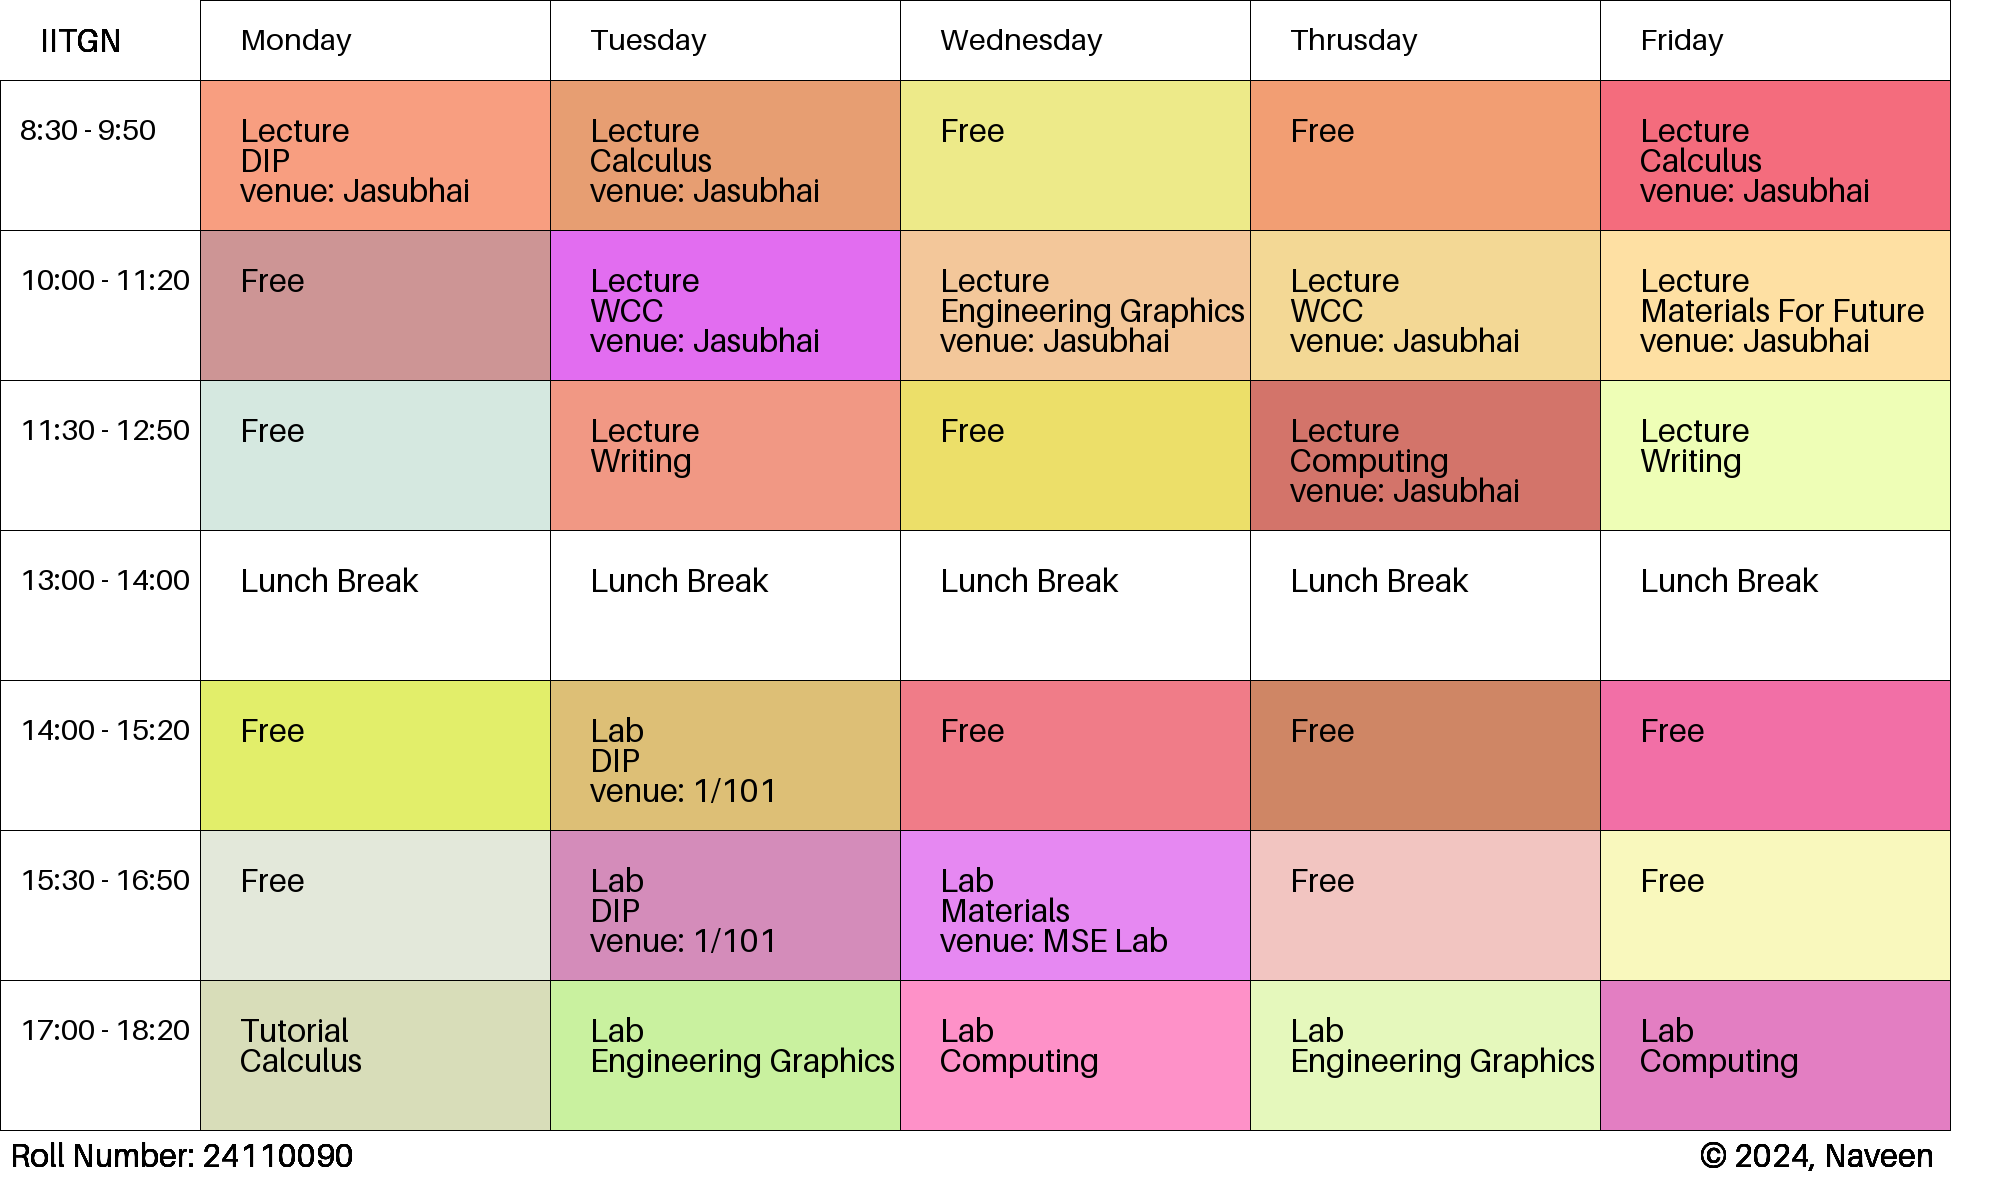 IITGN
Monday
Tuesday
Wednesday
Thrusday
Friday
8:30 - 9:50
Lecture
DIP
venue: Jasubhai
Lecture
Calculus
venue: Jasubhai
Free
Free
Lecture
Calculus
venue: Jasubhai
10:00 - 11:20
Free
Lecture
WCC
venue: Jasubhai
Lecture
Engineering Graphics
venue: Jasubhai
Lecture
WCC
venue: Jasubhai
Lecture
Materials For Future
venue: Jasubhai
11:30 - 12:50
Free
Lecture
Writing
Free
Lecture
Computing
venue: Jasubhai
Lecture
Writing
13:00 - 14:00
Lunch Break
Lunch Break
Lunch Break
Lunch Break
Lunch Break
14:00 - 15:20
Free
Lab
DIP
venue: 1/101
Free
Free
Free
15:30 - 16:50
Free
Lab
DIP
venue: 1/101
Lab
Materials
venue: MSE Lab
Free
Free
17:00 - 18:20
Tutorial
Calculus
Lab
Engineering Graphics
Lab
Computing
Lab
Engineering Graphics
Lab
Computing
Roll Number: 24110090
© 2024, Naveen